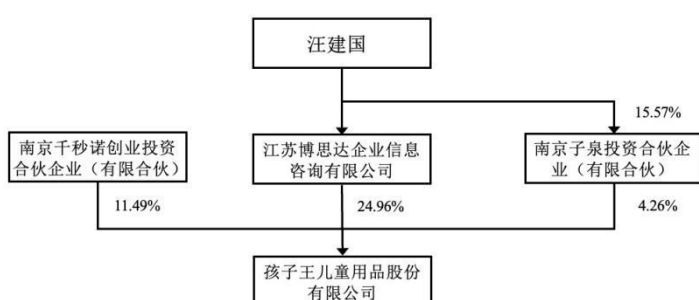 汪建国
15.57%
南京千秒诺创业投资
合伙企业（有限合伙）
江苏博思达企业信息
咨询有限公司
南京子泉投资合伙企
业（有限合伙）
11.49%
24.96%
4.26%
孩子王儿童用品股份
有限公司